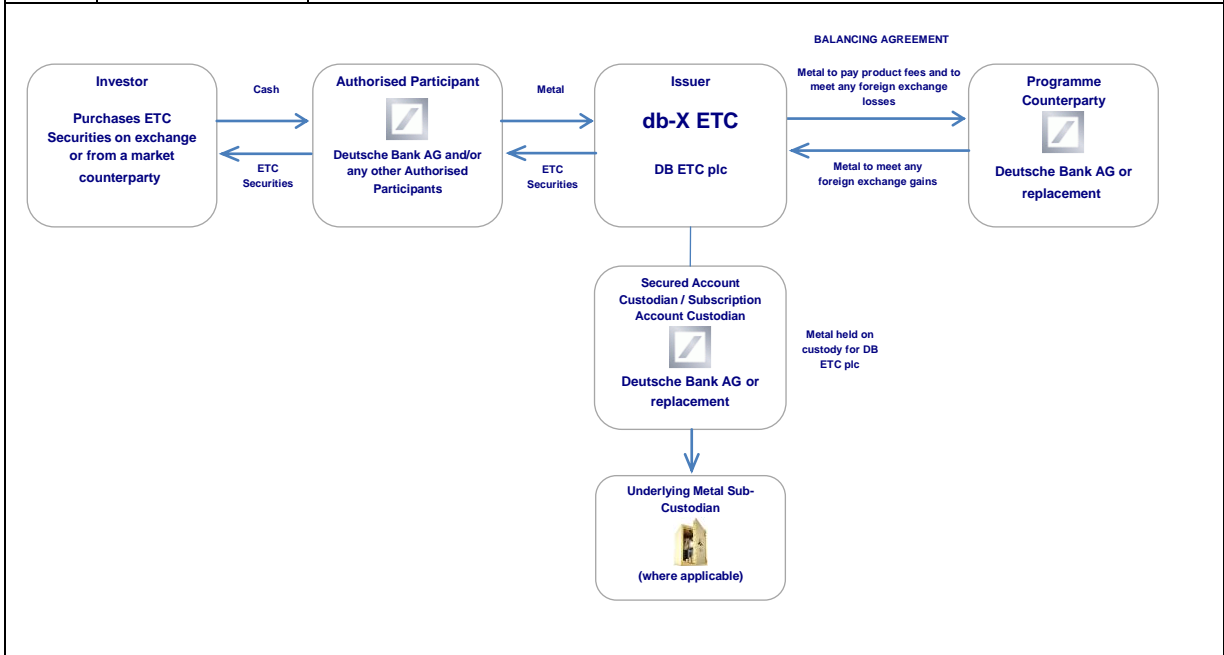 Investor
Purchases ETC
Securities on exchange
or from a market
counterparty
Cash
ETC
Securities
Authorised Participant
Deutsche Bank AG and/or
any other Authorised
Participants
Metal
ETC
Securities
Issuer
db-X ETC
DB ETC plc
BALANCING AGREEMENT
Metal to pay product fees and to
meet any foreign exchange
losses
Metal to meet any
foreign exchange gains
Programme
Counterparty
Deutsche Bank AG or
replacement
Secured Account
Custodian / Subscription
Account Custodian
Deutsche Bank AG or
replacement
Metal held on
custody for DB
ETC plc
Underlying Metal Sub-
Custodian
(where applicable)